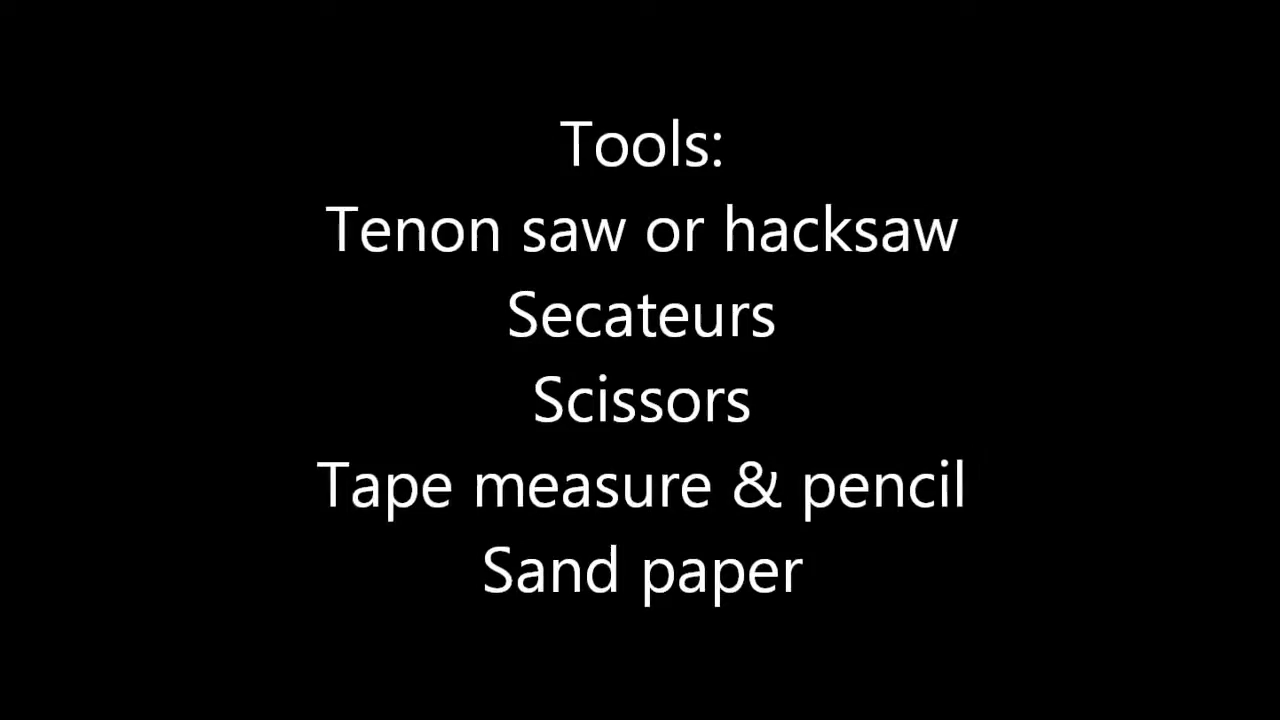 Tools:
Tenon saw or hacksaw
Secateurs
Scissors
Tape measure & pencil
Sand paper